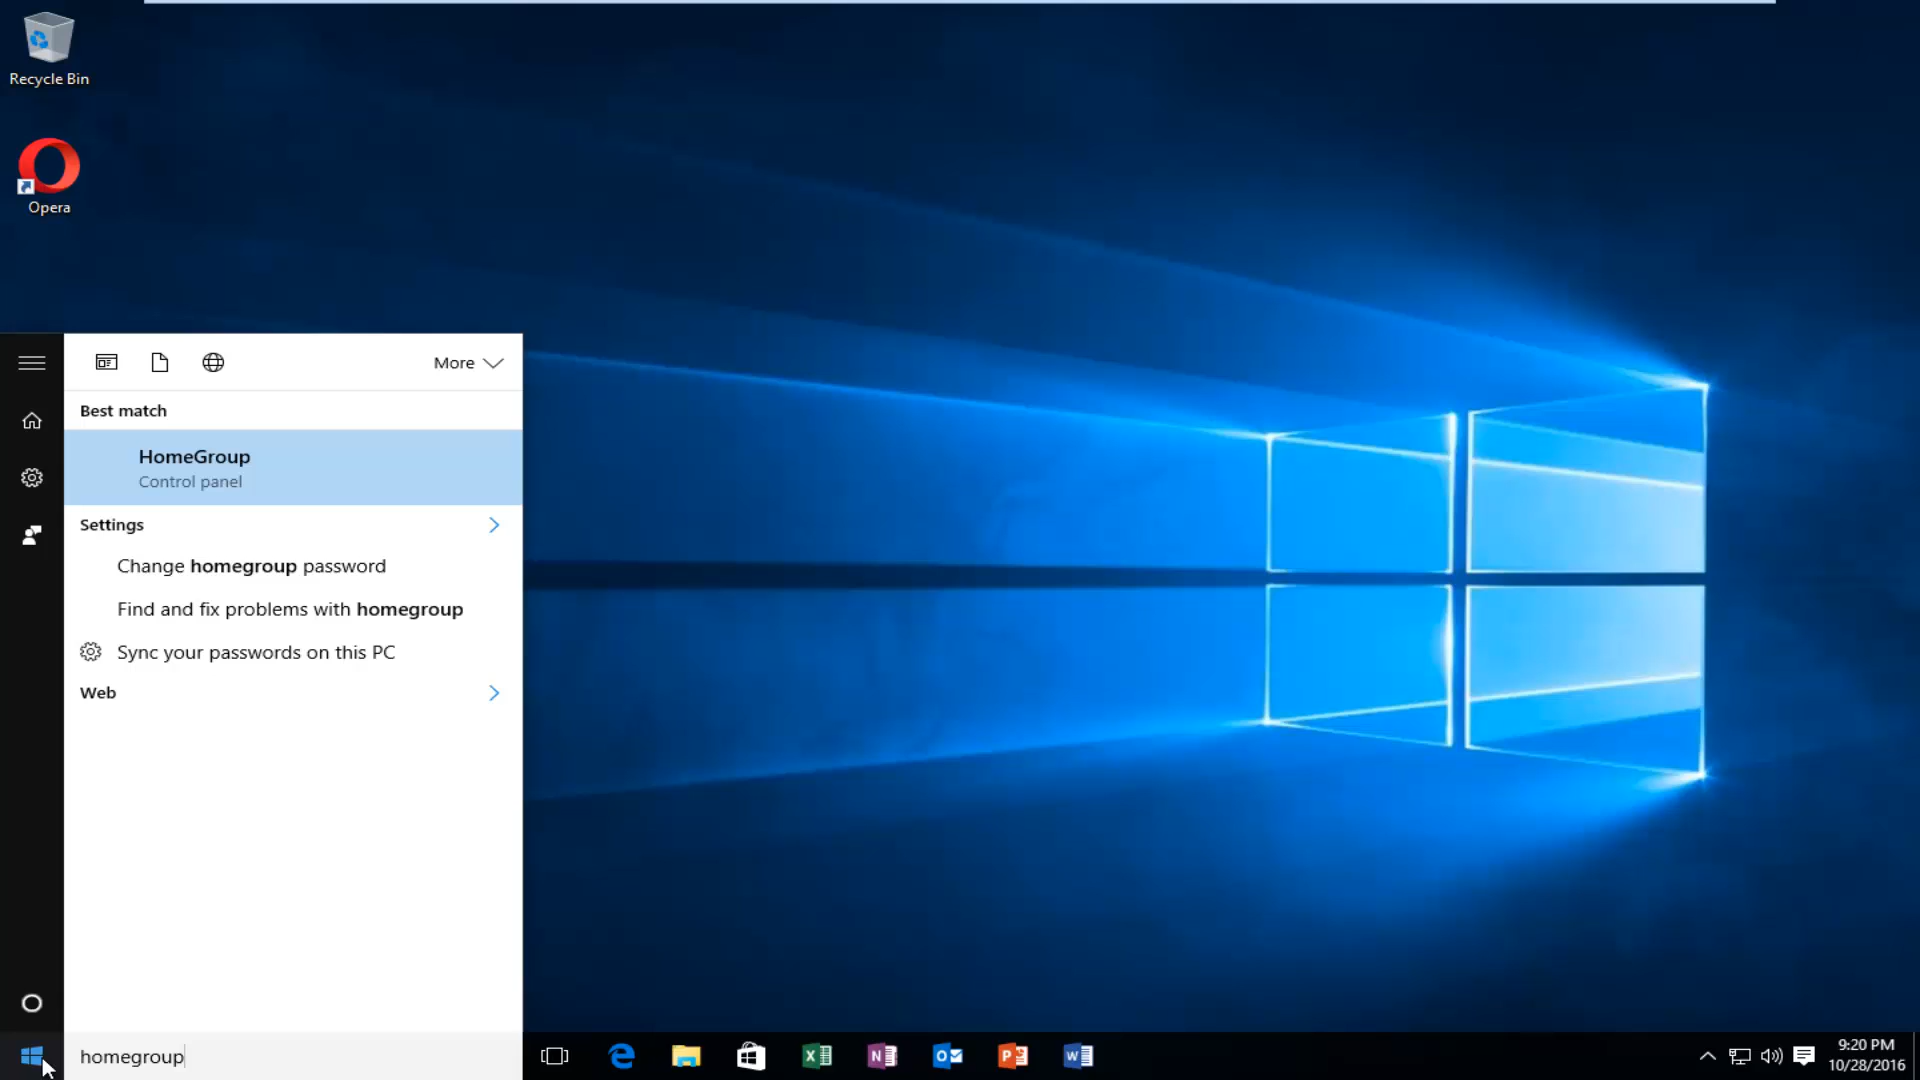 Recycle Bin
Opera
More
Best match
HomeGroup
Control panel
Settings
Change homegroup password
Find and fix problems with homegroup
Sync your passwords on this PC
Web
homegroup
9:20 PM
10/28/2016